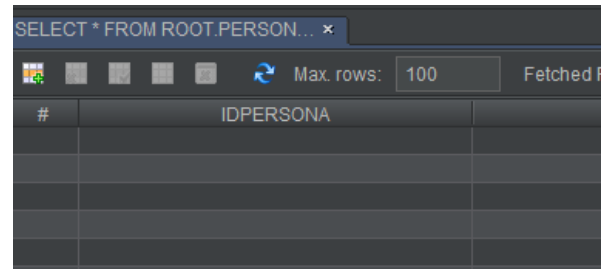 SELECT * FROM ROOT.PERSON... ×
Max. rows: 100 Fetched
# IDPERSONA